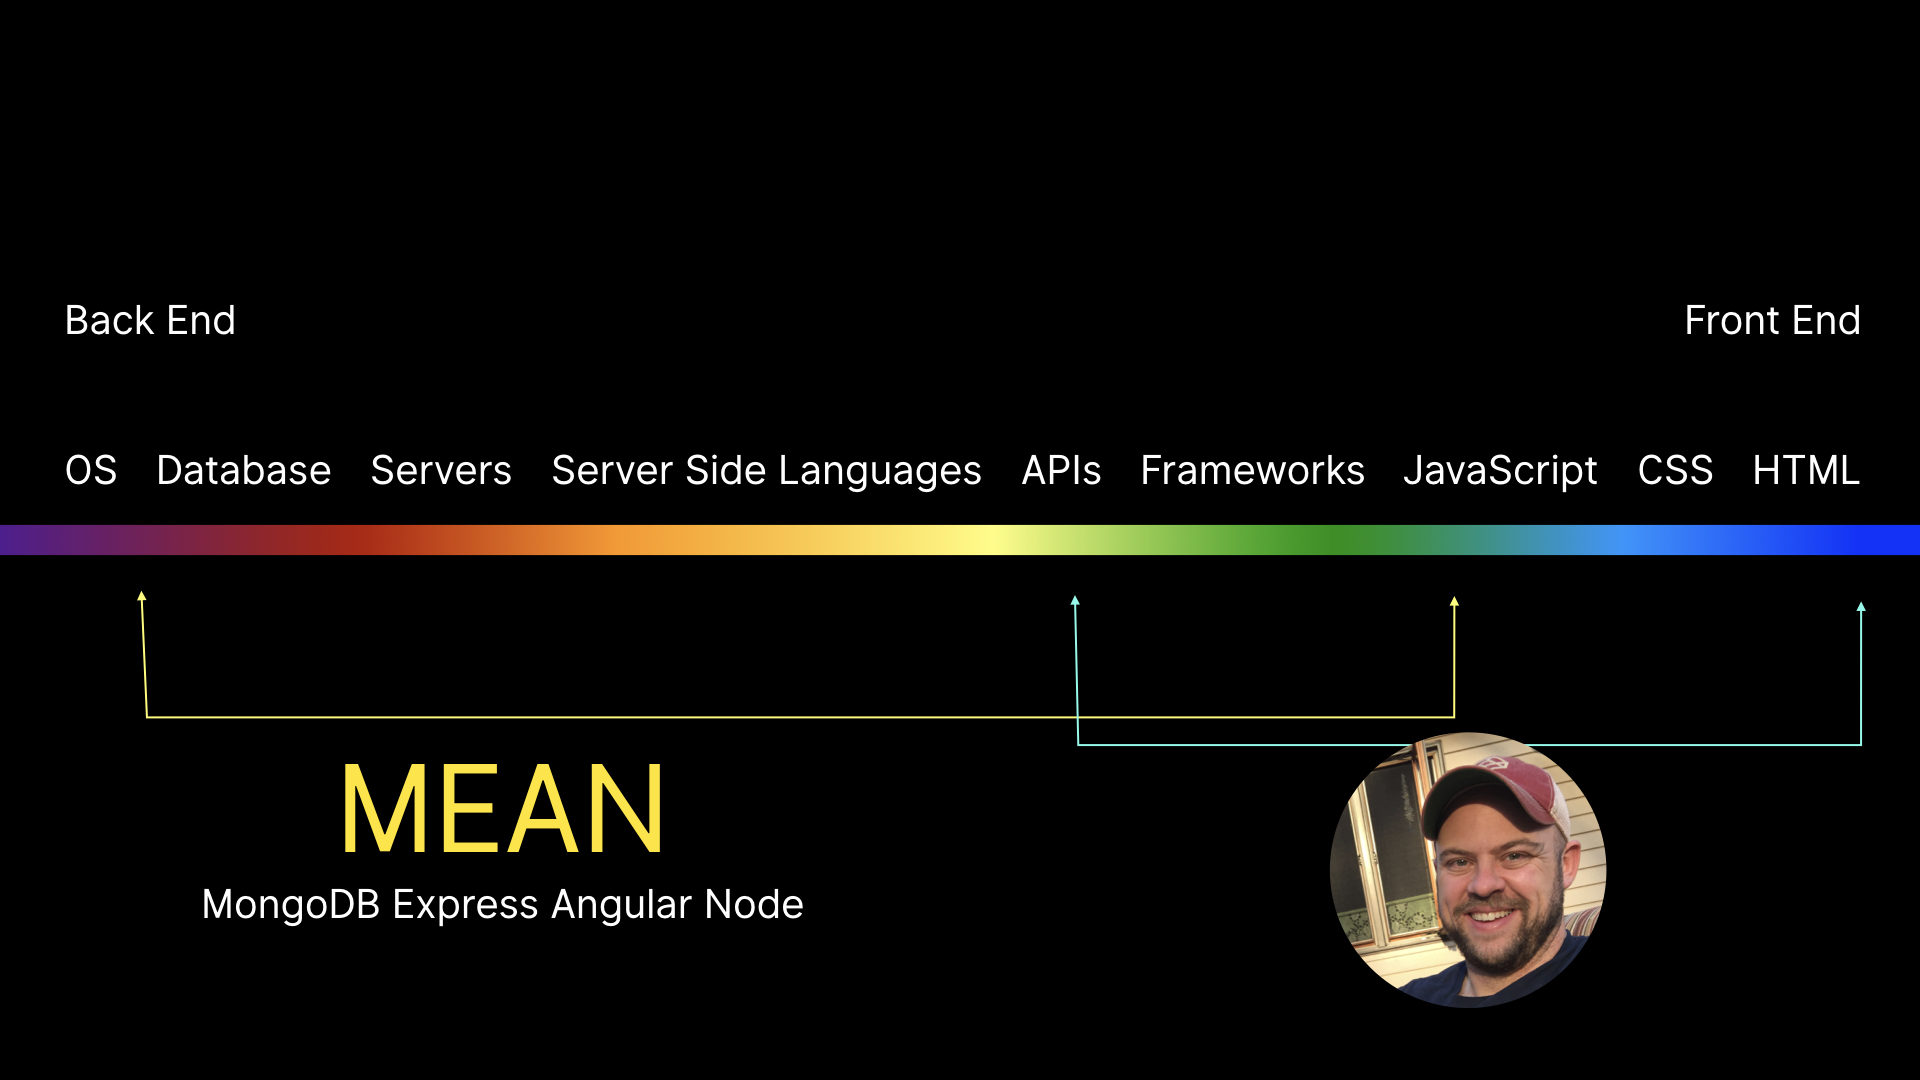 Back End Front End
OS Database Servers Server Side Languages APIs Frameworks JavaScript CSS HTML
MEAN
MongoDB Express Angular Node